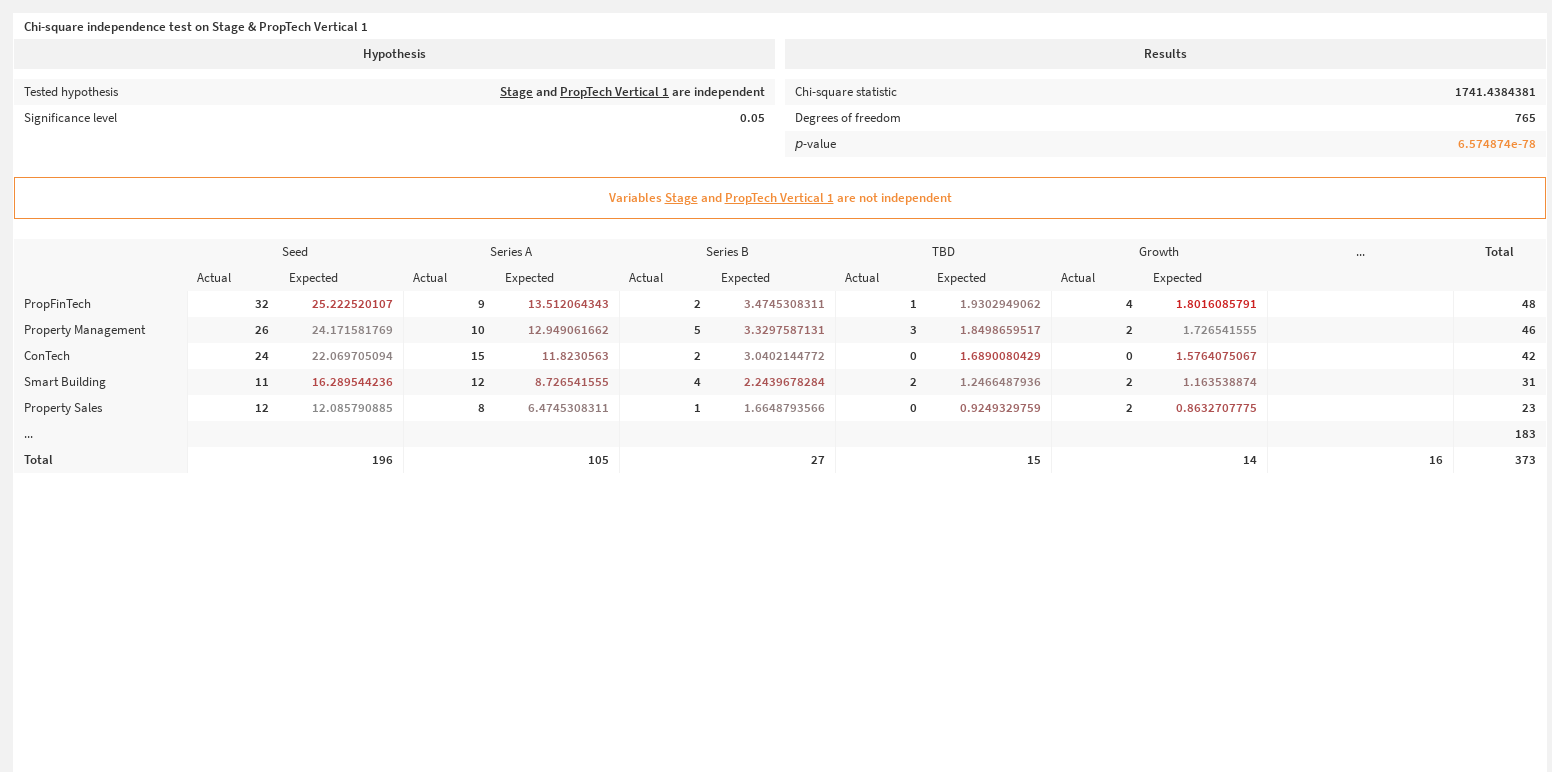 Chi-square independence test on Stage & PropTech Vertical 1
Hypothesis Results
Tested hypothesis Stage and PropTech Vertical 1 are independent Chi-square statistic 1741.4384381
Significance level 0.05 Degrees of freedom 765
p-value 6.574874e-78
Variables Stage and PropTech Vertical 1 are not independent
Seed Series A Series B TBD Growth ... Total
Actual Expected Actual Expected Actual Expected Actual Expected Actual Expected
PropFinTech 32 25.222520107 9 13.512064343 2 3.4745308311 1 1.9302949062 4 1.8016085791 48
Property Management 26 24.171581769 10 12.949061662 5 3.3297587131 3 1.8498659517 2 1.726541555 46
ConTech 24 22.069705094 15 11.8230563 2 3.0402144772 0 1.6890080429 0 1.5764075067 42
Smart Building 11 16.289544236 12 8.726541555 4 2.2439678284 2 1.2466487936 2 1.163538874 31
Property Sales 12 12.085790885 8 6.4745308311 1 1.6648793566 0 0.9249329759 2 0.8632707775 23
... 183
Total 196 105 27 15 14 16 373